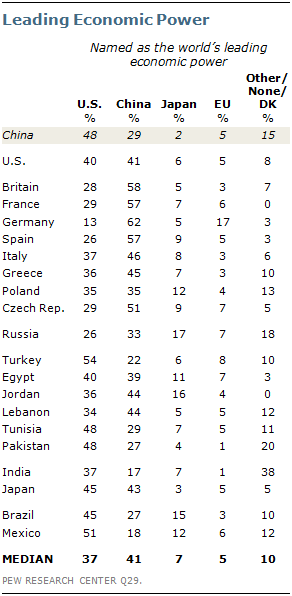 Leading Economic Power
Named as the world's leading
economic power
Other/
None/
U.S. China Japan EU DK
% % % % %
China 48 29 2 5 15
U.S. 40 41 6 5 8
Britain 28 58 5 3 7
France 29 57 7 6 0
Germany 13 62 5 17 3
Spain 26 57 9 5 3
Italy 37 46 8 3 6
Greece 36 45 7 3 10
Poland 35 35 12 4 13
Czech Rep. 29 51 9 7 5
Russia 26 33 17 7 18
Turkey 54 22 6 8 10
Egypt 40 39 11 7 3
Jordan 36 44 16 4 0
Lebanon 34 44 5 5 12
Tunisia 48 29 7 5 11
Pakistan 48 27 4 1 20
India 37 17 7 1 38
Japan 45 43 3 5 5
Brazil 45 27 15 3 10
Mexico 51 18 12 6 12
MEDIAN 37 41 7 5 10
PEW RESEARCH CENTER Q29.